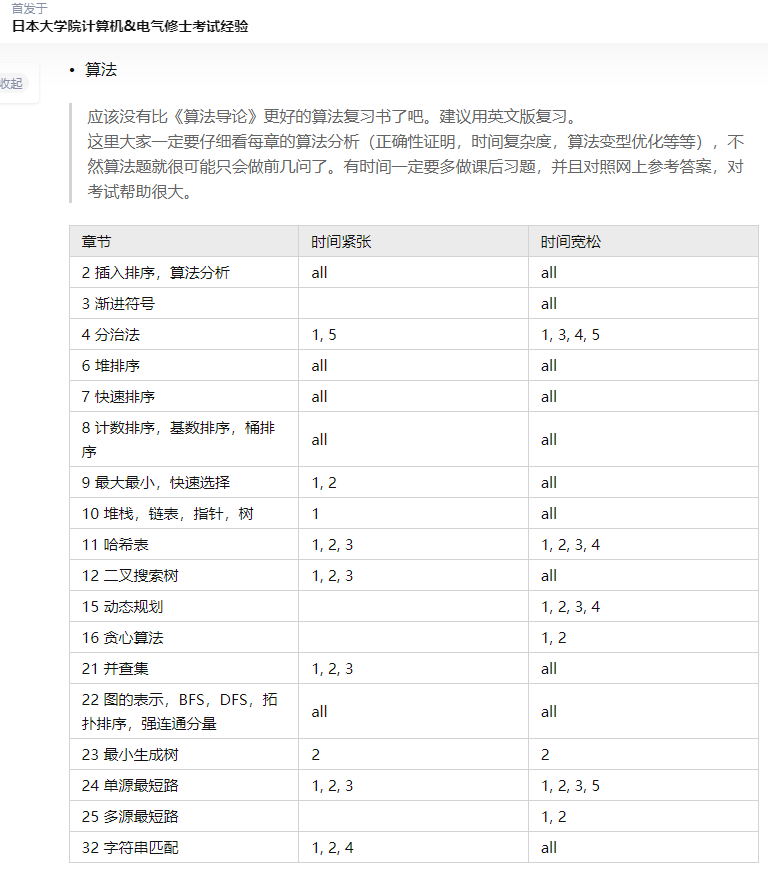 首发于
日本大学院计算机&电气修士考试经验
收起
• 算法
应该没有比《算法导论》更好的算法复习书了吧。建议用英文版复习。
这里大家一定要仔细看每章的算法分析（正确性证明，时间复杂度，算法变型优化等等），不
然算法题就很可能只会做前几问了。有时间一定要多做课后习题，并且对照网上参考答案，对
考试帮助很大。
章节 时间紧张 时间宽松
2 插入排序，算法分析 all all
3 渐进符号 all
4 分治法 1, 5 1, 3, 4, 5
6 堆排序 all all
7 快速排序 all all
8 计数排序，基数排序，桶排
序 all all
9 最大最小，快速选择 1, 2 all
10 堆栈，链表，指针，树 1 all
11 哈希表 1, 2, 3 1, 2, 3, 4
12 二叉搜索树 1, 2, 3 all
15 动态规划 1, 2, 3, 4
16 贪心算法 1, 2
21 并查集 1, 2, 3 all
22 图的表示，BFS，DFS，拓
扑排序，强连通分量 all all
23 最小生成树 2 2
24 单源最短路 1, 2, 3 1, 2, 3, 5
25 多源最短路 1, 2
32 字符串匹配 1, 2, 4 all